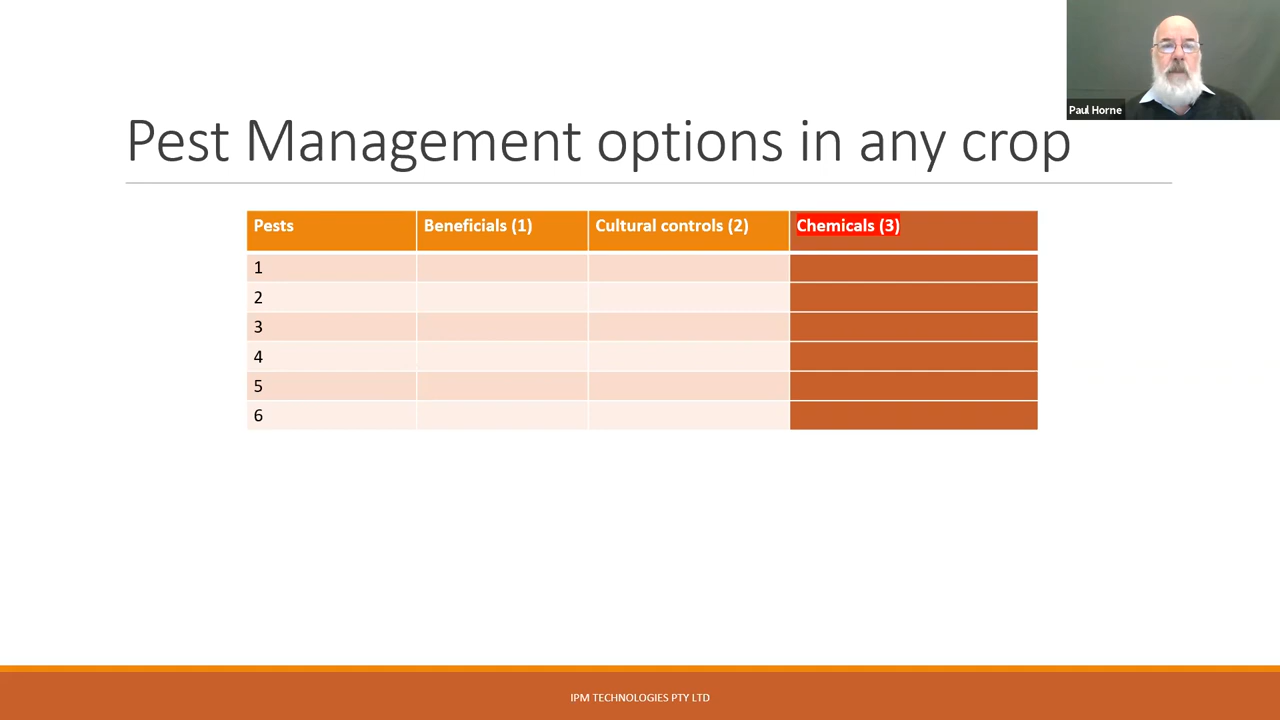 Paul Horne
Pest Management options in any crop
Pests Beneficials (1) Cultural controls (2) Chemicals (3)
1
2
3
4
5
6
IPM TECHNOLOGIES PTY LTD